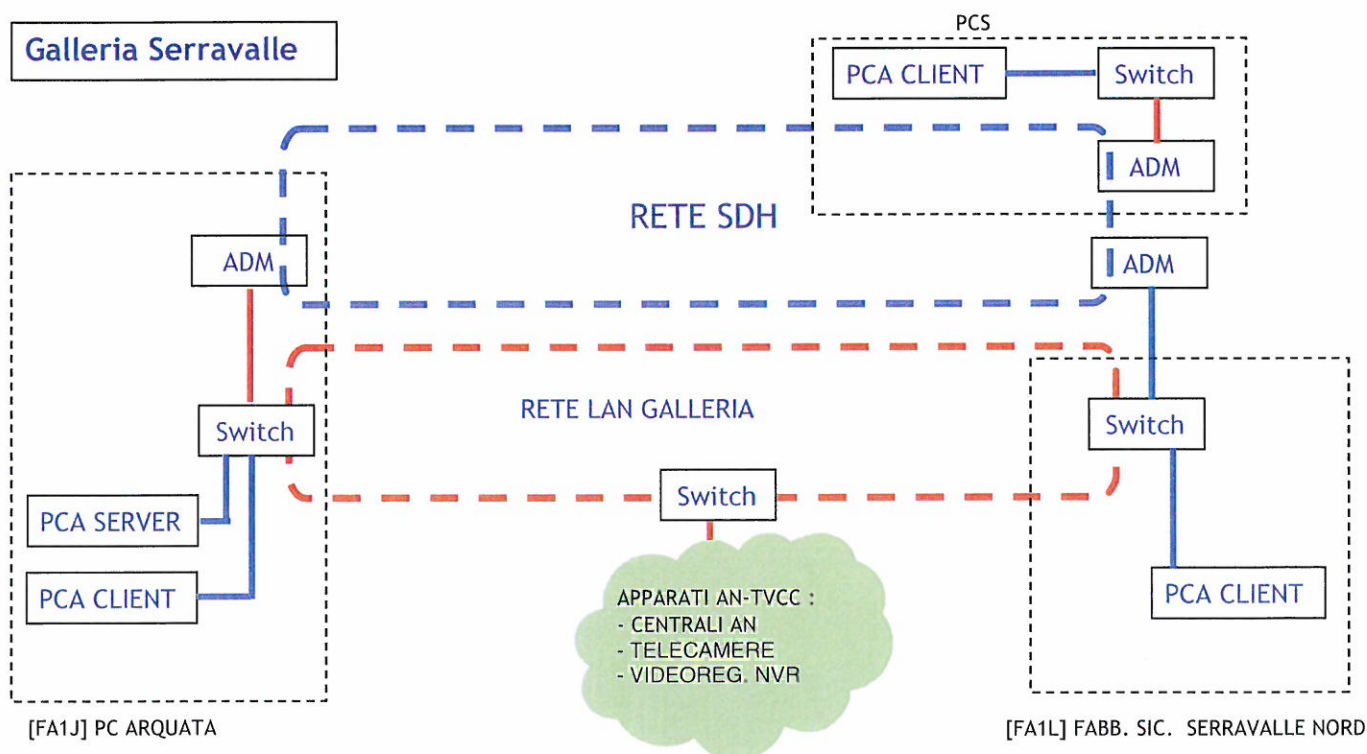 Galleria Serravalle
PCS
PCA CLIENT
Switch
ADM
RETE SDH
ADM
ADM
RETE LAN GALLERIA
Switch
Switch
Switch
PCA SERVER
PCA CLIENT
APPARATI AN-TVCC :
- CENTRALI AN
- TELECAMERE
- VIDEOREG. NVR
PCA CLIENT
[FA1J] PC ARQUATA
[FA1L] FABB. SIC. SERRAVALLE NORD